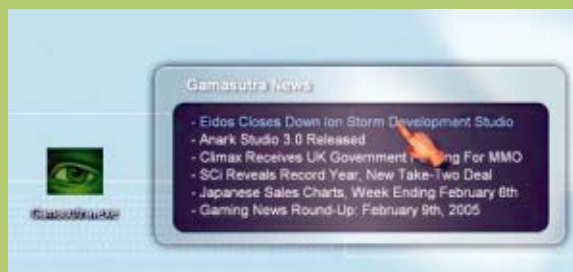 Gamasutra News
- Eidos Closes Down Ion Storm Development Studio
- Anark Studio 3.0 Released
- Climax Receives UK Government For MMO
- SCi Reveals Record Year, New Take-Two Deal
- Japanese Sales Charts, Week Ending February 6th
- Gaming News Round-Up: February 9th, 2005
Gamasutra.exe